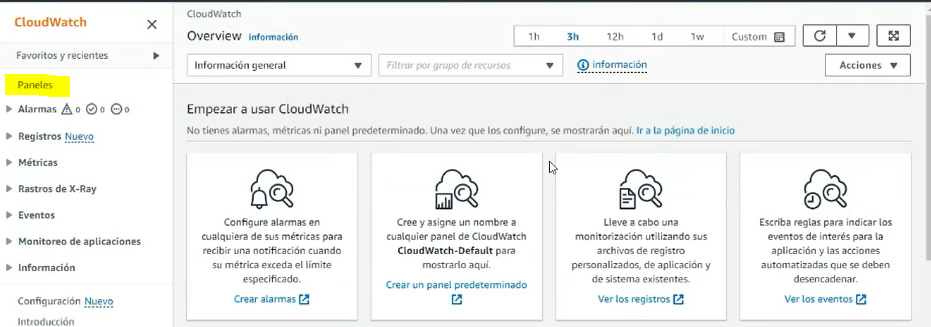 CloudWatch
Favoritos y recientes
Paneles
Alarmas 0 0 0
Registros Nuevo
Métricas
Rastros de X-Ray
Eventos
Monitoreo de aplicaciones
Información
Configuración Nuevo
Introducción
CloudWatch
Overview información
1h 3h 12h 1d 1w Custom
Información general
Filtrar por grupo de recursos
información
Acciones
Empezar a usar CloudWatch
No tienes alarmas, métricas ni panel predeterminado. Una vez que los configure, se mostrarán aquí. Ir a la página de inicio
Configure alarmas en
cualquiera de sus métricas para
recibir una notificación cuando
su métrica exceda el límite
especificado.
Crear alarmas
Cree y asigne un nombre a
cualquier panel de CloudWatch
CloudWatch-Default para
mostrarlo aquí.
Crear un panel predeterminado
Lleve a cabo una
monitorización utilizando sus
archivos de registro
personalizados, de aplicación y
de sistema existentes.
Ver los registros
Escriba reglas para indicar los
eventos de interés para la
aplicación y las acciones
automatizadas que se deben
desencadenar.
Ver los eventos